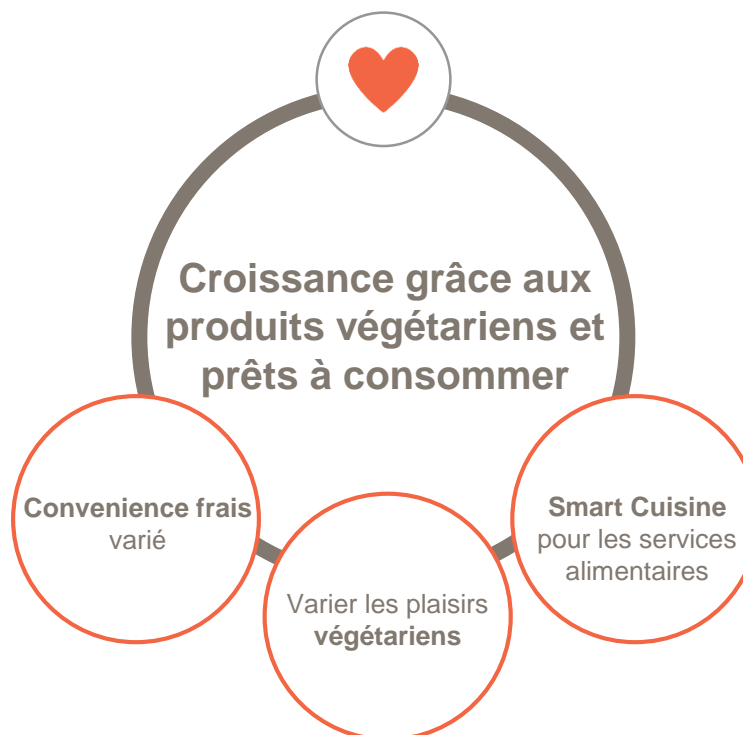 Croissance grâce aux
produits végétariens et
prêts à consommer
Convenience frais
varié
Varier les plaisirs
végétariens
Smart Cuisine
pour les services
alimentaires